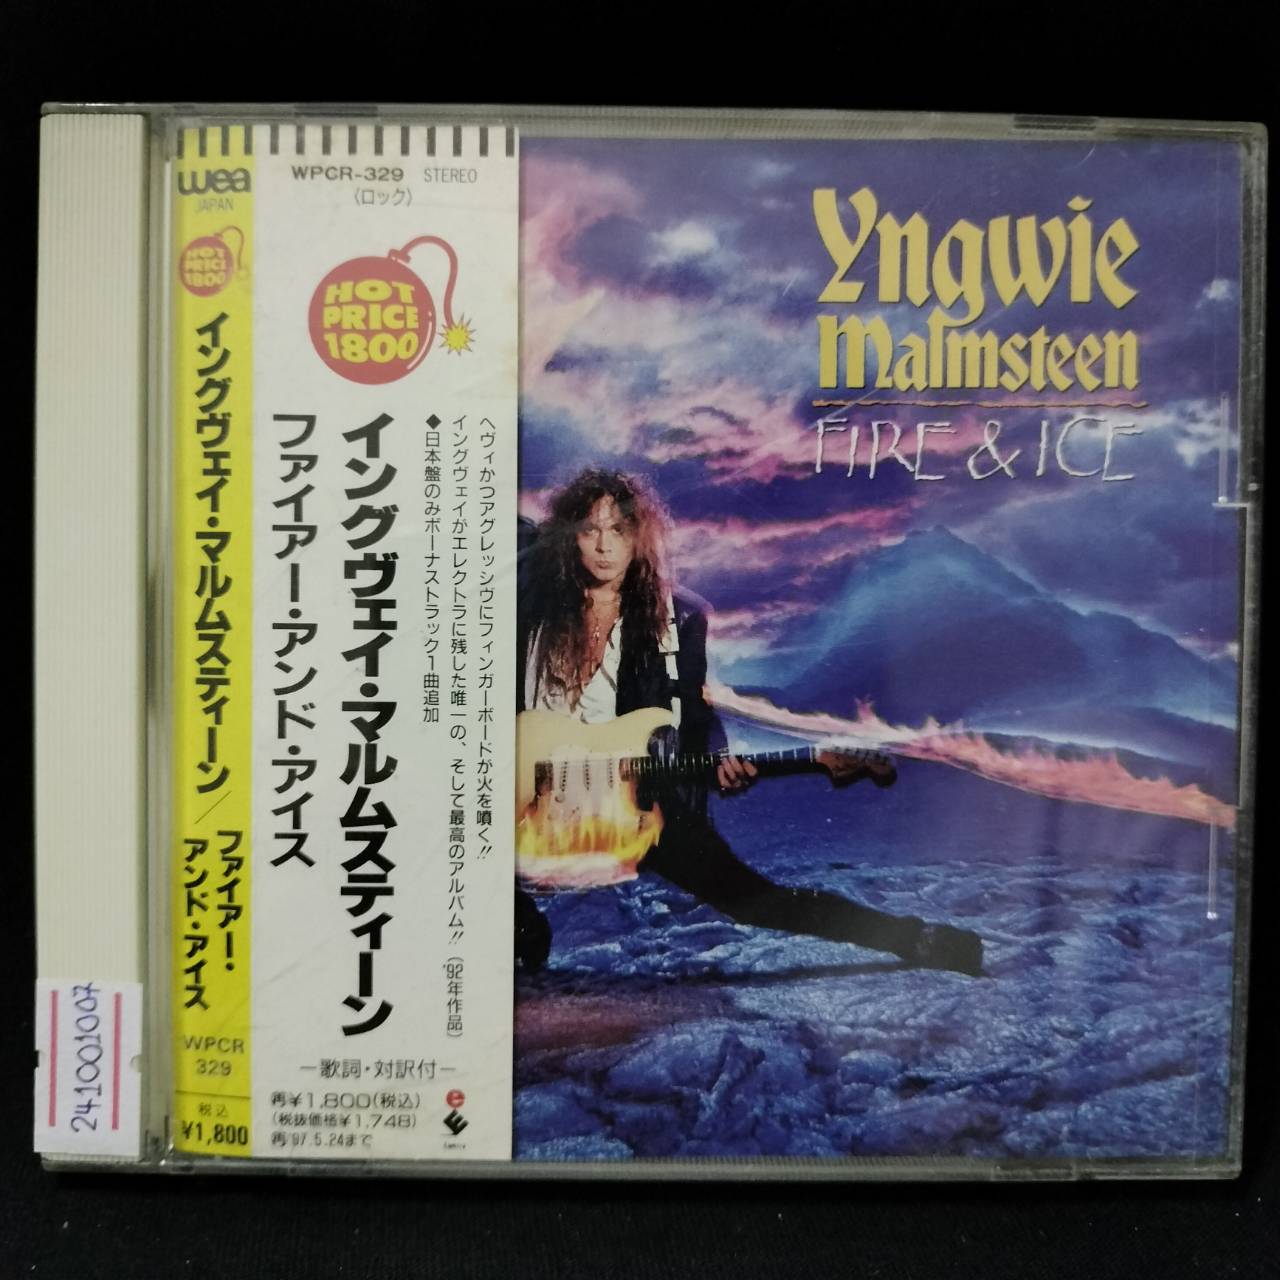 wea
JAPAN
HOT
PRICE
1800
イングヴェイ・マルムスティーン／
ファイアー・
アンド・アイス
WPCR
329
税込
¥1,800
WPCR-329 STEREO
〈ロック〉
HOT
PRICE
1800
ヘヴィかつアグレッシヴにフィンガーボードが火を噴く!!
イングヴェイがエレクトラに残した唯一の、そして最高のアルバム!!('92年作品)
◆日本盤のみボーナストラック1曲追加
イングヴェイ・マルムスティーン
ファイアー・アンド・アイス
—歌詞・対訳付—
再¥1,800(税込)
(税抜価格¥1,748)
再'97.5.24まで
Yngwie
Malmsteen
FIRE & ICE
241001007